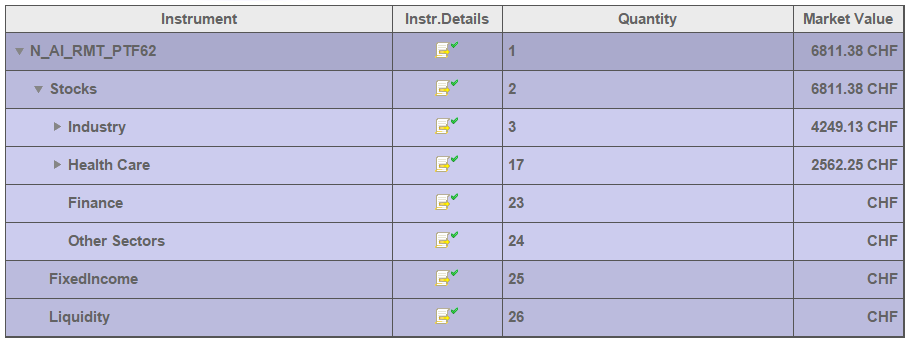 Instrument Instr.Details Quantity Market Value
N_AI_RMT_PTF62 1 6811.38 CHF
Stocks 2 6811.38 CHF
Industry 3 4249.13 CHF
Health Care 17 2562.25 CHF
Finance 23 CHF
Other Sectors 24 CHF
FixedIncome 25 CHF
Liquidity 26 CHF